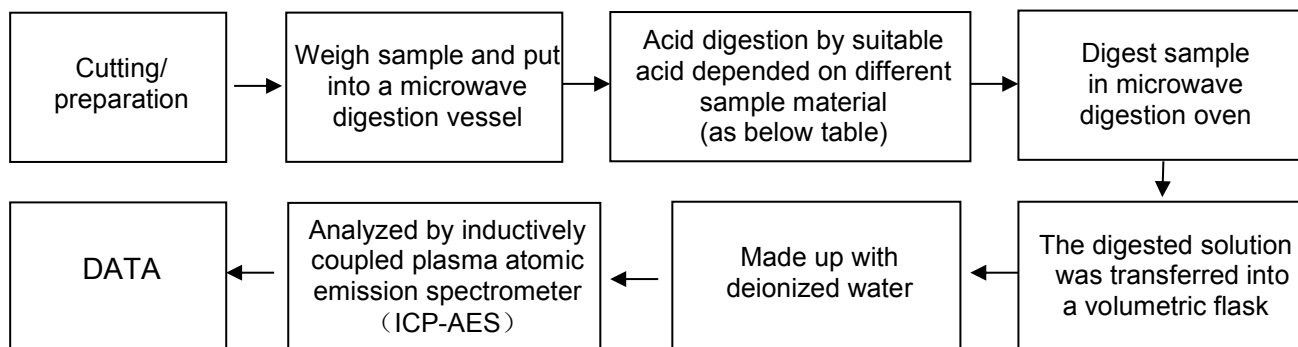 Cutting/
preparation
Weigh sample and put
into a microwave
digestion vessel
Acid digestion by suitable
acid depended on different
sample material
(as below table)
Digest sample
in microwave
digestion oven
The digested solution
was transferred into
a volumetric flask
Made up with
deionized water
Analyzed by inductively
coupled plasma atomic
emission spectrometer
（ICP-AES）
DATA